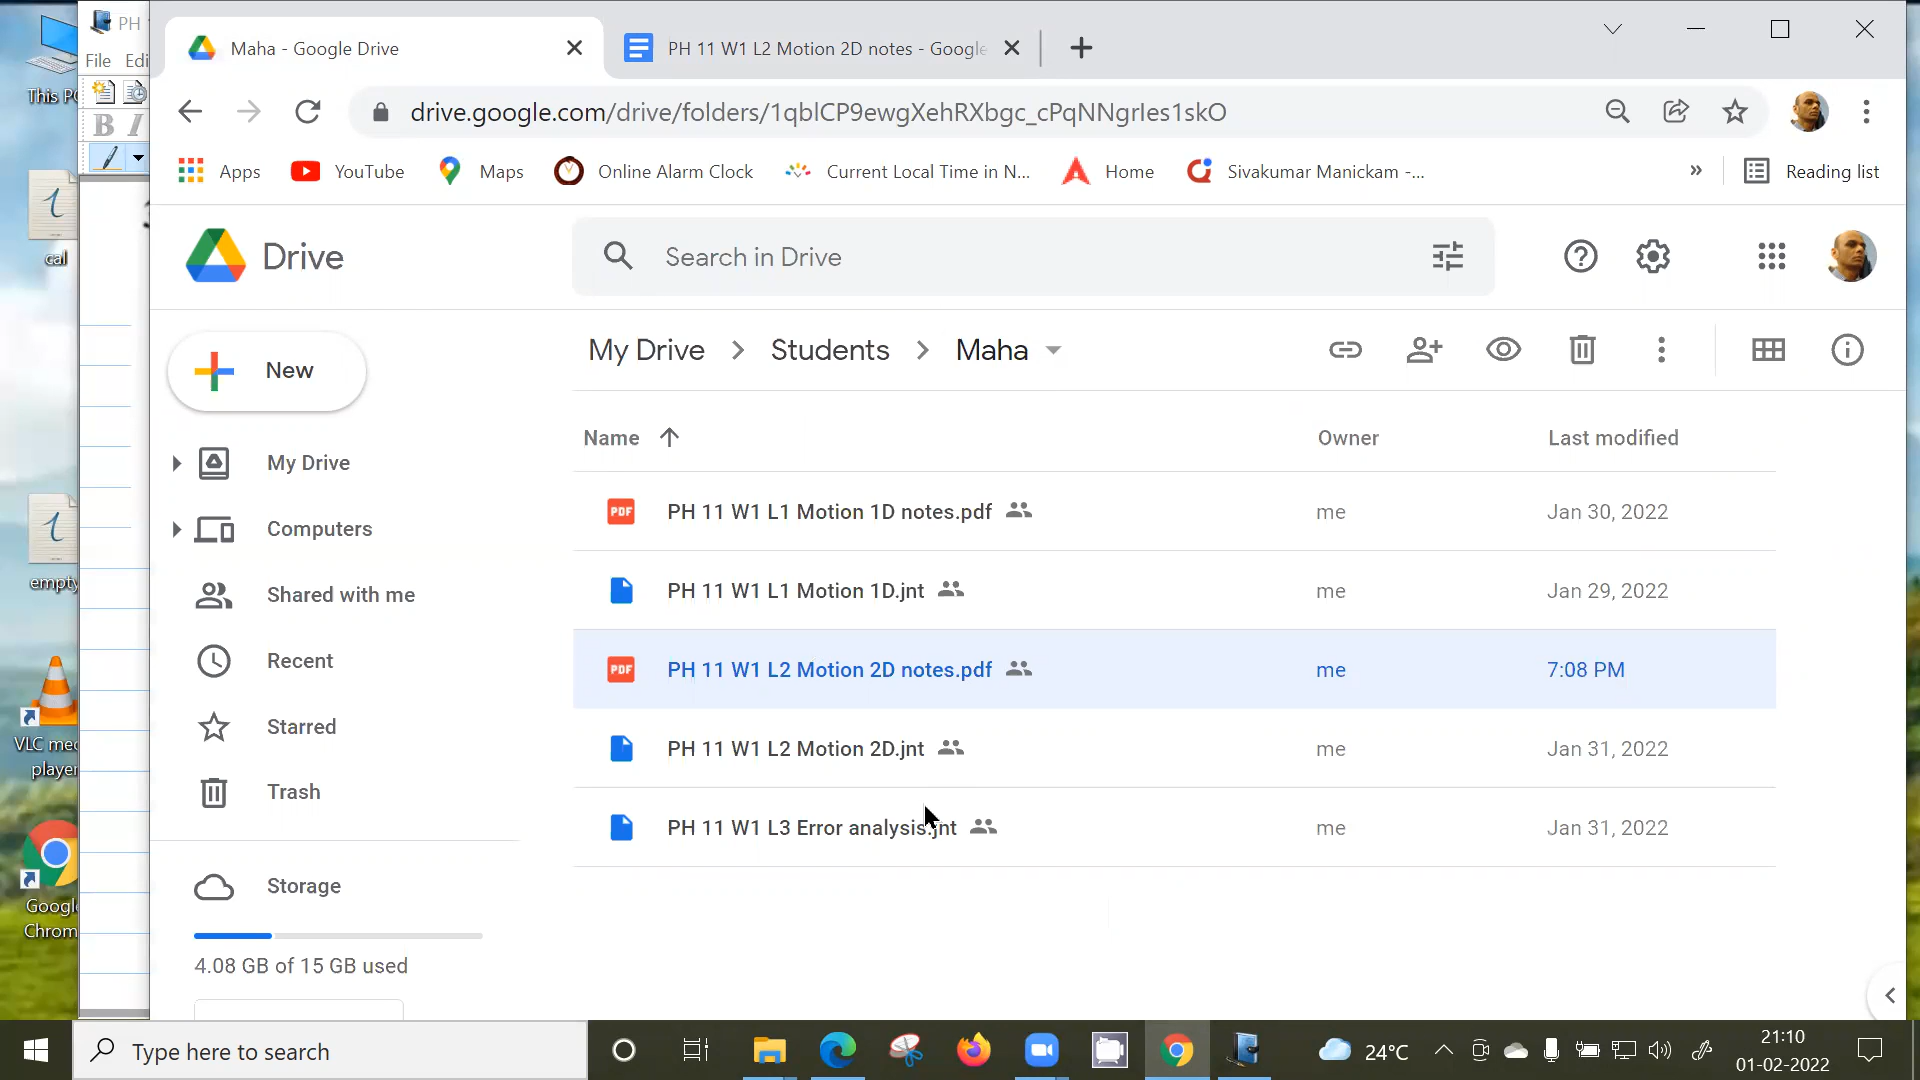 Maha - Google Drive
PH 11 W1 L2 Motion 2D notes - Google
PH
File Edi
This PC
drive.google.com/drive/folders/1qblCP9ewgXehRXbgc_cPqNNgrIes1skO
B I
Apps
YouTube
Maps
Online Alarm Clock
Current Local Time in N...
Home
Sivakumar Manickam -...
»
Reading list
cal
Drive
Search in Drive
My Drive > Students > Maha
New
Name
Owner
Last modified
My Drive
PDF PH 11 W1 L1 Motion 1D notes.pdf me Jan 30, 2022
Computers
empty
PH 11 W1 L1 Motion 1D.jnt me Jan 29, 2022
Shared with me
Recent
PDF PH 11 W1 L2 Motion 2D notes.pdf me 7:08 PM
Starred
VLC med
player
PH 11 W1 L2 Motion 2D.jnt me Jan 31, 2022
Trash
PH 11 W1 L3 Error analysis.jnt me Jan 31, 2022
Storage
Googl
Chrom
4.08 GB of 15 GB used
Type here to search
24°C
21:10
01-02-2022